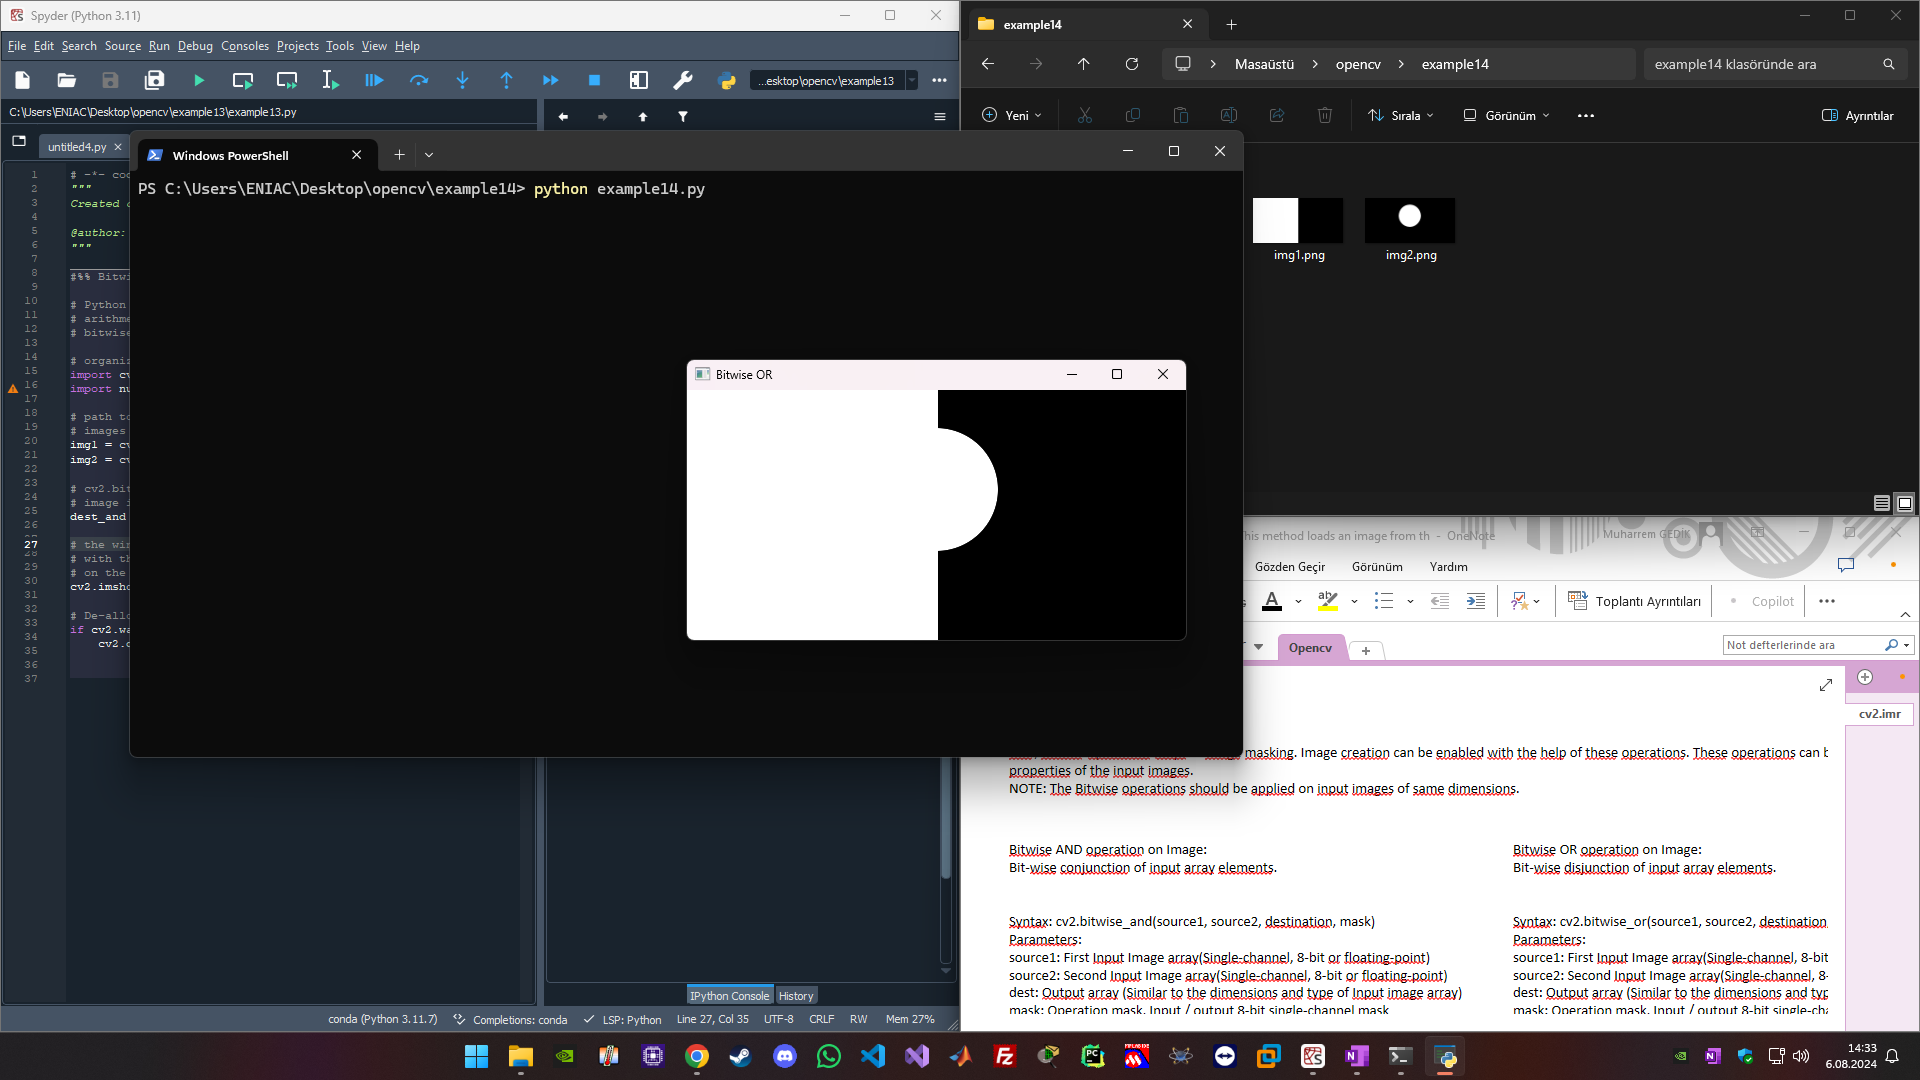 Spyder (Python 3.11)
File Edit Search Source Run Debug Consoles Projects Tools View Help
...esktop\opencv\example13
C:\Users\ENIAC\Desktop\opencv\example13\example13.py
untitled4.py
1 # -*- coo
2 """
3 Created
4
5 @author:
6 """
7
8 #%% Bitwi
9
10 # Python
11 # arithme
12 # bitwise
13
14 # organiz
15 import cv
16 import nu
17
18 # path to
19 # images
20 img1 = cv
21 img2 = cv
22
23 # cv2.bit
24 # image i
25 dest_and
26
27 # the win
28 # with th
29 # on the
30 cv2.imsho
31
32 # De-allo
33 if cv2.wa
34 cv2.d
35
36
37
IPython Console History
conda (Python 3.11.7) Completions: conda LSP: Python Line 27, Col 35 UTF-8 CRLF RW Mem 27%
Windows PowerShell
PS C:\Users\ENIAC\Desktop\opencv\example14> python example14.py
Bitwise OR
example14
Masaüstü opencv example14
example14 klasöründe ara
Yeni Sırala Görünüm Ayrıntılar
img1.png img2.png
his method loads an image from th - OneNote
Muharrem GEDİK
Gözden Geçir Görünüm Yardım
A Toplantı Ayrıntıları Copilot
Opencv
Not defterlerinde ara
cv2.imr
masking. Image creation can be enabled with the help of these operations. These operations can b
properties of the input images.
NOTE: The Bitwise operations should be applied on input images of same dimensions.
Bitwise AND operation on Image:
Bit-wise conjunction of input array elements.
Syntax: cv2.bitwise_and(source1, source2, destination, mask)
Parameters:
source1: First Input Image array(Single-channel, 8-bit or floating-point)
source2: Second Input Image array(Single-channel, 8-bit or floating-point)
dest: Output array (Similar to the dimensions and type of Input image array)
mask: Operation mask, Input / output 8-bit single-channel mask
Bitwise OR operation on Image:
Bit-wise disjunction of input array elements.
Syntax: cv2.bitwise_or(source1, source2, destination
Parameters:
source1: First Input Image array(Single-channel, 8-bit
source2: Second Input Image array(Single-channel, 8-
dest: Output array (Similar to the dimensions and typ
mask: Operation mask, Input / output 8-bit single-cha
14:33
6.08.2024